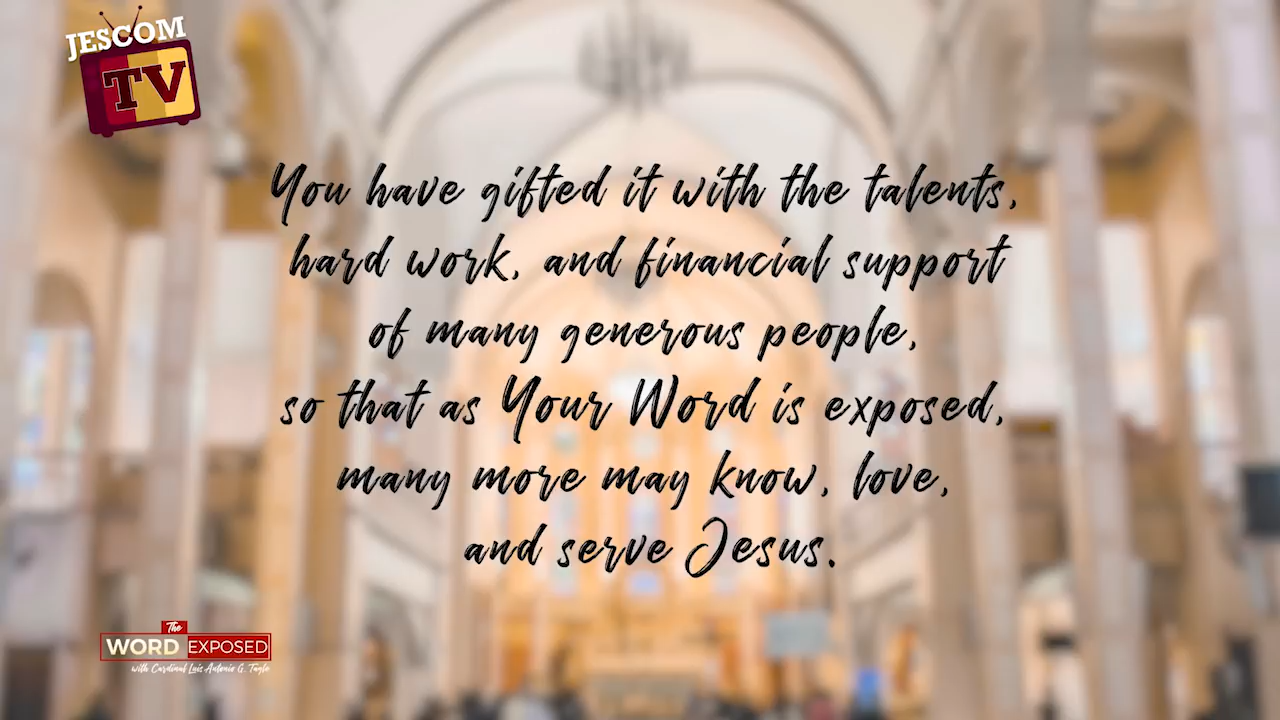 JESCOM
TV
You have gifted it with the talents,
hard work, and financial support
of many generous people,
so that as Your Word is exposed,
many more may know, love,
and serve Jesus.
The
WORD EXPOSED
with Cardinal Luis Antonio G. Tagle